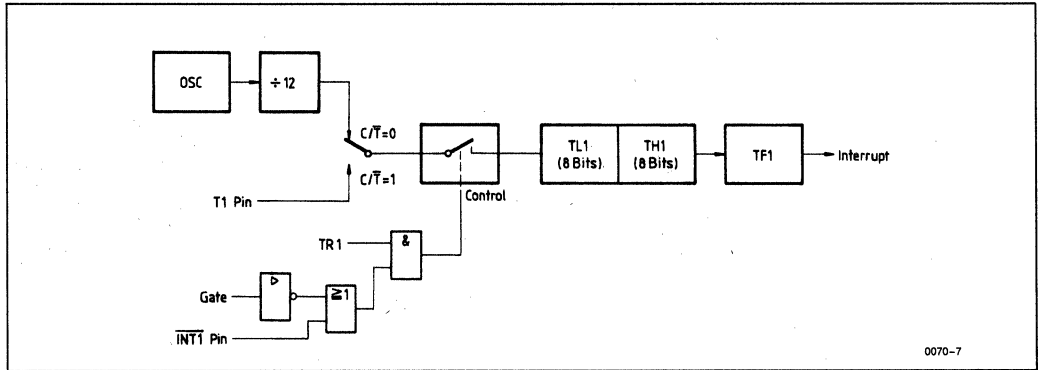 OSC
÷ 12
C/T̅=0
C/T̅=1
T1 Pin
Control
TL1
(8 Bits)
TH1
(8 Bits)
TF1
Interrupt
TR1
&
Gate
≧1
I̅N̅T̅1̅ Pin
0070-7